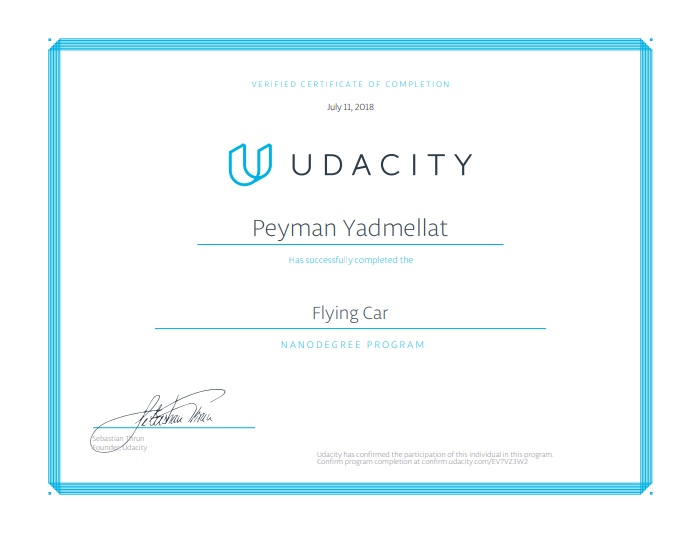 VERIFIED CERTIFICATE OF COMPLETION
July 11, 2018
UDACITY
Peyman Yadmellat
Has successfully completed the
Flying Car
NANODEGREE PROGRAM
Sebastian Thrun
Sebastian Thrun
Founder, Udacity
Udacity has confirmed the participation of this individual in this program.
Confirm program completion at confirm.udacity.com/EV7VZ3W2